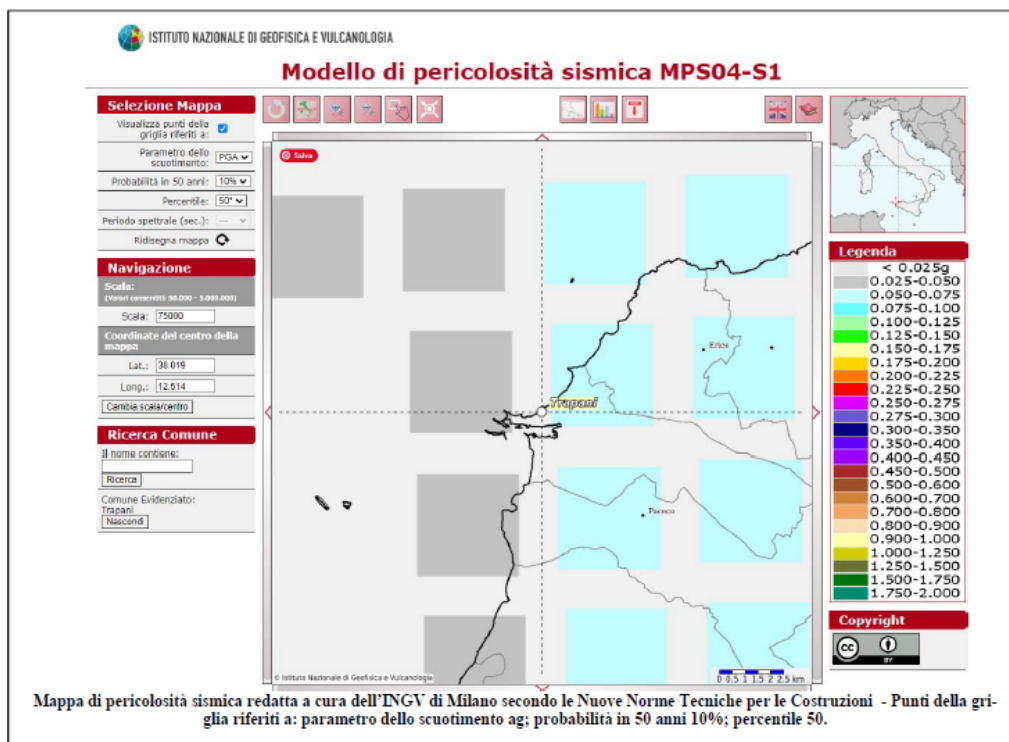 ISTITUTO NAZIONALE DI GEOFISICA E VULCANOLOGIA
Modello di pericolosità sismica MPS04-S1
Selezione Mappa
Visualizza punti della
griglia riferiti a:
Parametro dello
scuotimento: PGA
Probabilità in 50 anni: 10%
Percentile: 50°
Periodo spettrale (sec.): ---
Ridisegna mappa
Navigazione
Scala:
(Valori consentiti: 50.000 - 5.000.000)
Scala: 75000
Coordinate del centro della
mappa
Lat.: 38.019
Long.: 12.514
Cambia scala/centro
Ricerca Comune
Il nome contiene:
Ricerca
Comune Evidenziato:
Trapani
Nascondi
Salva
Erice
Trapani
Paceco
© Istituto Nazionale di Geofisica e Vulcanologia
0 0.5 1 1.5 2 2.5 km
Legenda
< 0.025g
0.025-0.050
0.050-0.075
0.075-0.100
0.100-0.125
0.125-0.150
0.150-0.175
0.175-0.200
0.200-0.225
0.225-0.250
0.250-0.275
0.275-0.300
0.300-0.350
0.350-0.400
0.400-0.450
0.450-0.500
0.500-0.600
0.600-0.700
0.700-0.800
0.800-0.900
0.900-1.000
1.000-1.250
1.250-1.500
1.500-1.750
1.750-2.000
Copyright
cc
BY
Mappa di pericolosità sismica redatta a cura dell'INGV di Milano secondo le Nuove Norme Tecniche per le Costruzioni - Punti della gri-
glia riferiti a: parametro dello scuotimento ag; probabilità in 50 anni 10%; percentile 50.